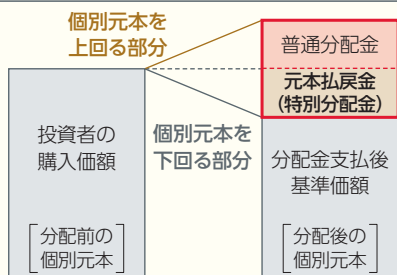 個別元本を
上回る部分
普通分配金
元本払戻金
(特別分配金)
投資者の
購入価額
個別元本を
下回る部分
分配金支払後
基準価額
分配前の
個別元本
分配後の
個別元本